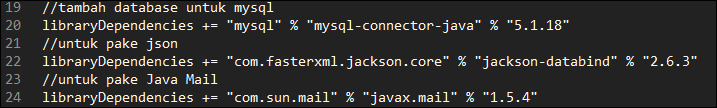 19 //tambah database untuk mysql
20 libraryDependencies += "mysql" % "mysql-connector-java" % "5.1.18"
21 //untuk pake json
22 libraryDependencies += "com.fasterxml.jackson.core" % "jackson-databind" % "2.6.3"
23 //untuk pake Java Mail
24 libraryDependencies += "com.sun.mail" % "javax.mail" % "1.5.4"